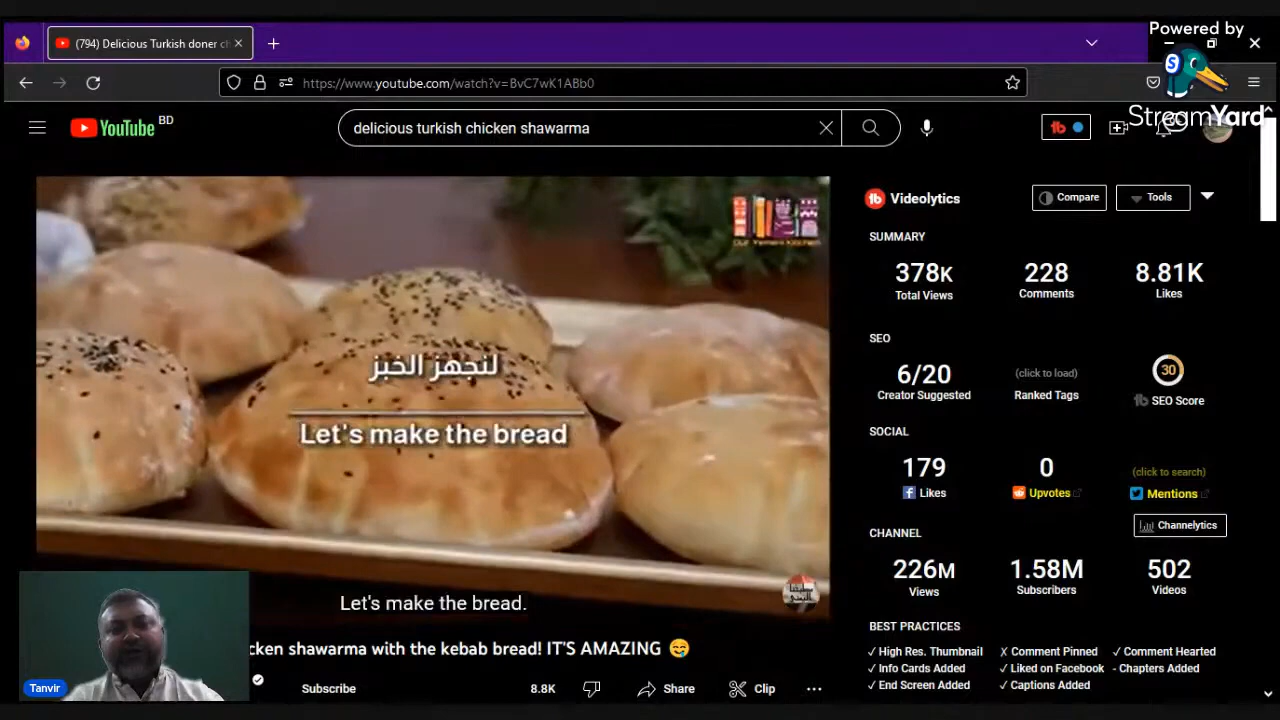 Powered by
StreamYard
(794) Delicious Turkish doner ch
https://www.youtube.com/watch?v=BvC7wK1ABb0
YouTube BD
delicious turkish chicken shawarma
Our Yemeni Kitchen
لنجهز الخبز
Let's make the bread
Let's make the bread.
Tanvir
cken shawarma with the kebab bread! IT'S AMAZING
Subscribe
8.8K
Share
Clip
Videolytics
Compare
Tools
SUMMARY
378K 228 8.81K
Total Views Comments Likes
SEO
6/20 (click to load) 30
Creator Suggested Ranked Tags SEO Score
SOCIAL
179 0 (click to search)
Likes Upvotes Mentions
Channelytics
CHANNEL
226M 1.58M 502
Views Subscribers Videos
BEST PRACTICES
✓ High Res. Thumbnail ✗ Comment Pinned ✓ Comment Hearted
✓ Info Cards Added ✓ Liked on Facebook - Chapters Added
✓ End Screen Added ✓ Captions Added